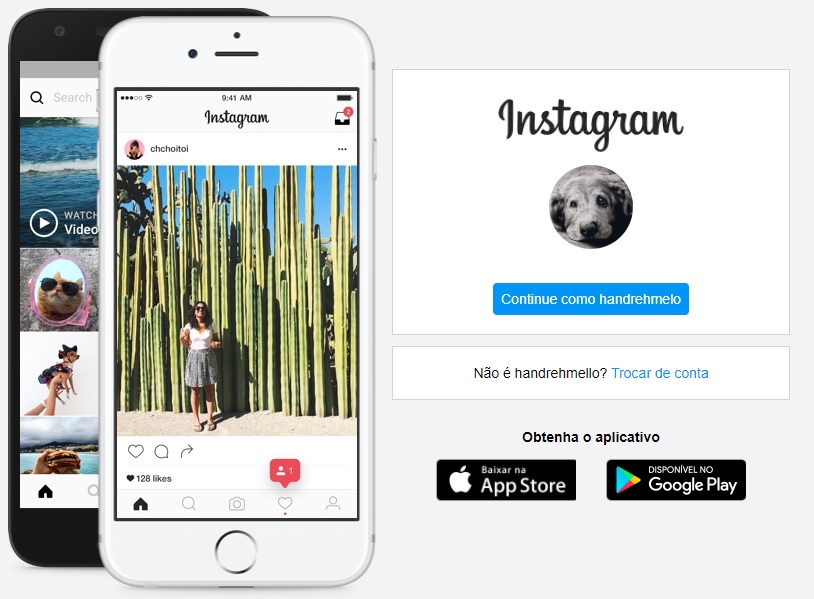 Search
WATCH
Video
9:41 AM
Instagram
2
chchoitoi
128 likes
1
Instagram
Continue como handrehmelo
Não é handrehmello? Trocar de conta
Obtenha o aplicativo
Baixar na
App Store
DISPONÍVEL NO
Google Play